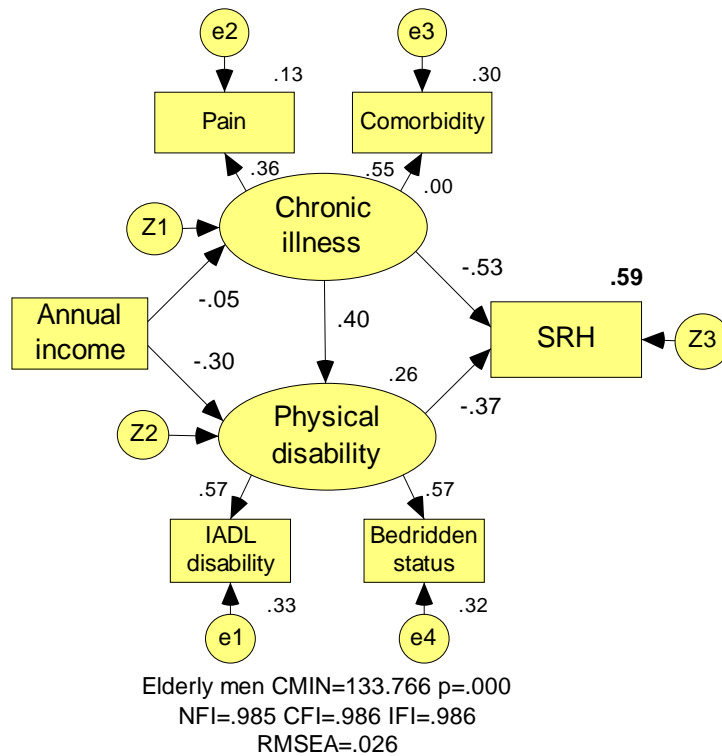 e2
e3
.13
.30
Pain
Comorbidity
.36
.55
.00
Chronic
illness
Z1
-.53
.59
-.05
.40
Annual
income
SRH
Z3
-.30
.26
-.37
Physical
disability
Z2
.57
.57
IADL
disability
Bedridden
status
.33
.32
e1
e4
Elderly men CMIN=133.766 p=.000
NFI=.985 CFI=.986 IFI=.986
RMSEA=.026